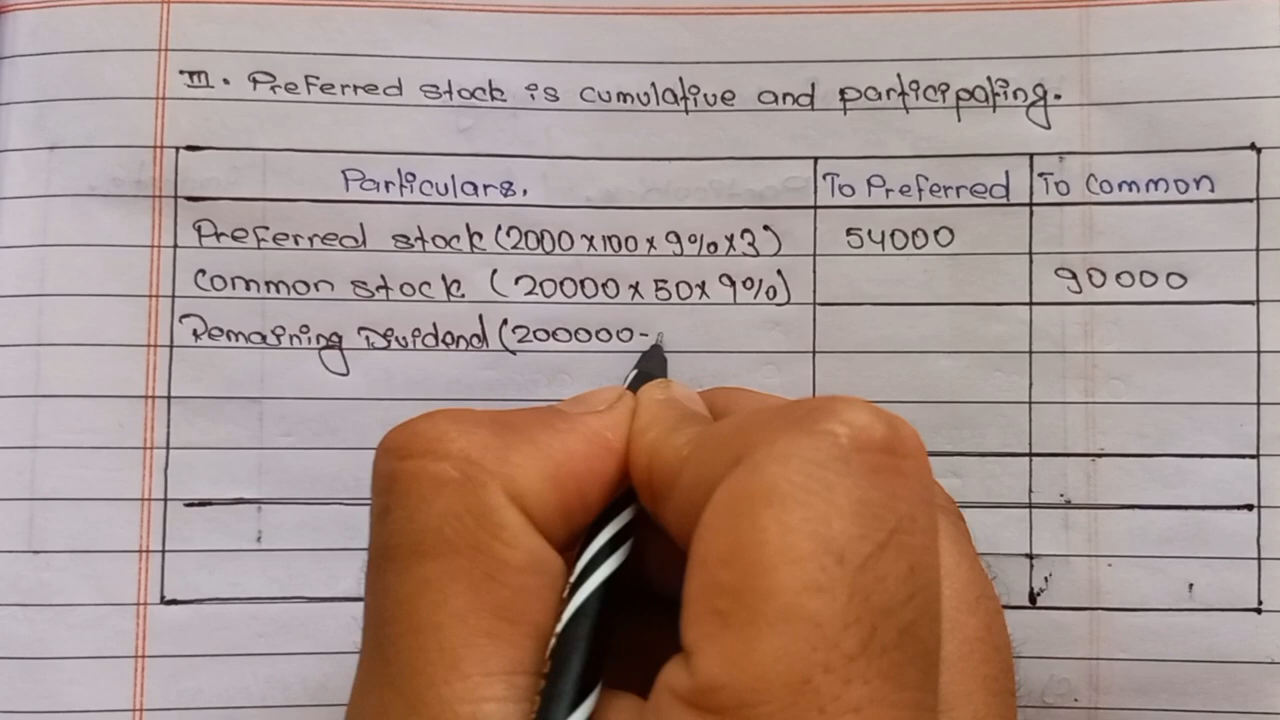 III. Preferred stock is cumulative and participating.
Particulars. To Preferred To Common
Preferred stock (2000×100×9%×3) 54000
Common stock (20000×50×9%) 90000
Remaining Dividend (200000-